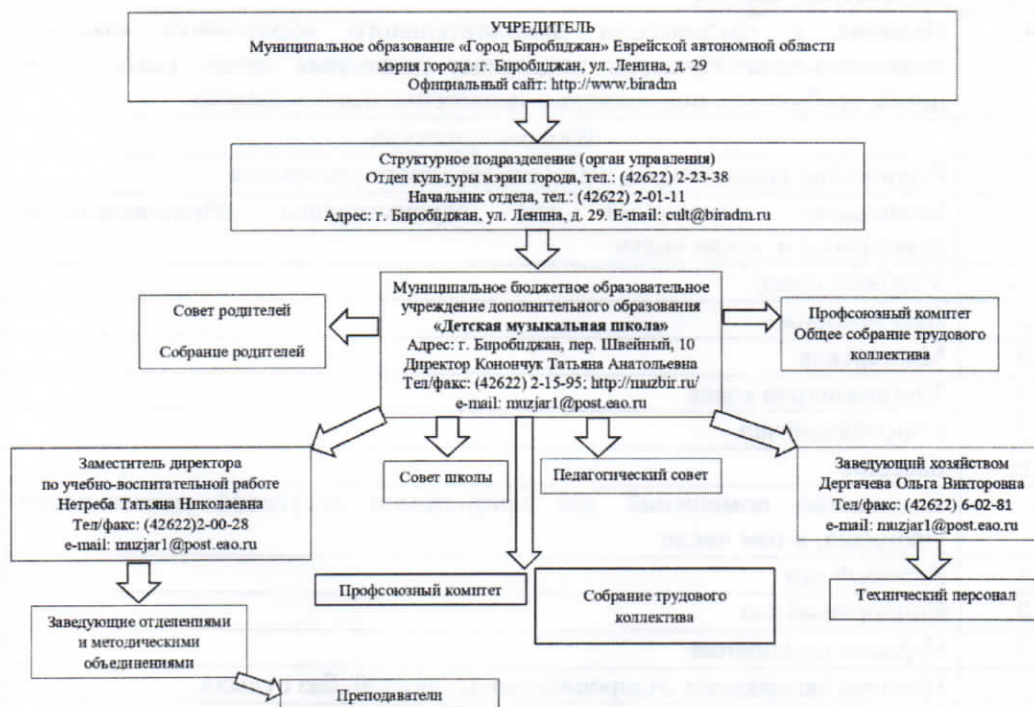 УЧРЕДИТЕЛЬ
Муниципальное образование «Город Биробиджан» Еврейской автономной области
мэрия города: г. Биробиджан, ул. Ленина, д. 29
Официальный сайт: http://www.biradm
Структурное подразделение (орган управления)
Отдел культуры мэрии города, тел.: (42622) 2-23-38
Начальник отдела, тел.: (42622) 2-01-11
Адрес: г. Биробиджан, ул. Ленина, д. 29. E-mail: cult@biradm.ru
Совет родителей
Собрание родителей
Муниципальное бюджетное образовательное
учреждение дополнительного образования
«Детская музыкальная школа»
Адрес: г. Биробиджан, пер. Швейный, 10
Директор Конончук Татьяна Анатольевна
Тел/факс: (42622) 2-15-95; http://muzbir.ru/
e-mail: muzjar1@post.eao.ru
Профсоюзный комитет
Общее собрание трудового
коллектива
Заместитель директора
по учебно-воспитательной работе
Нетреба Татьяна Николаевна
Тел/факс: (42622)2-00-28
e-mail: muzjar1@post.eao.ru
Совет школы
Педагогический совет
Заведующий хозяйством
Дергачева Ольга Викторовна
Тел/факс: (42622) 6-02-81
e-mail: muzjar1@post.eao.ru
Профсоюзный комитет
Собрание трудового
коллектива
Технический персонал
Заведующие отделениями
и методическими
объединениями
Преподаватели